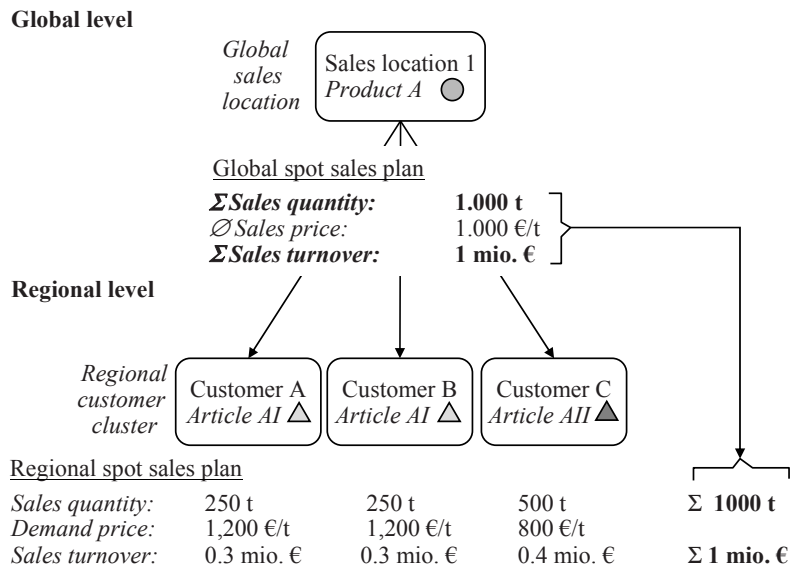 Global level
Global
sales
location
Sales location 1
Product A
Global spot sales plan
Σ Sales quantity: 1.000 t
∅ Sales price: 1.000 €/t
Σ Sales turnover: 1 mio. €
Regional level
Regional
customer
cluster
Customer A
Article AI
Customer B
Article AI
Customer C
Article AII
Regional spot sales plan
Sales quantity: 250 t 250 t 500 t Σ 1000 t
Demand price: 1,200 €/t 1,200 €/t 800 €/t
Sales turnover: 0.3 mio. € 0.3 mio. € 0.4 mio. € Σ 1 mio. €